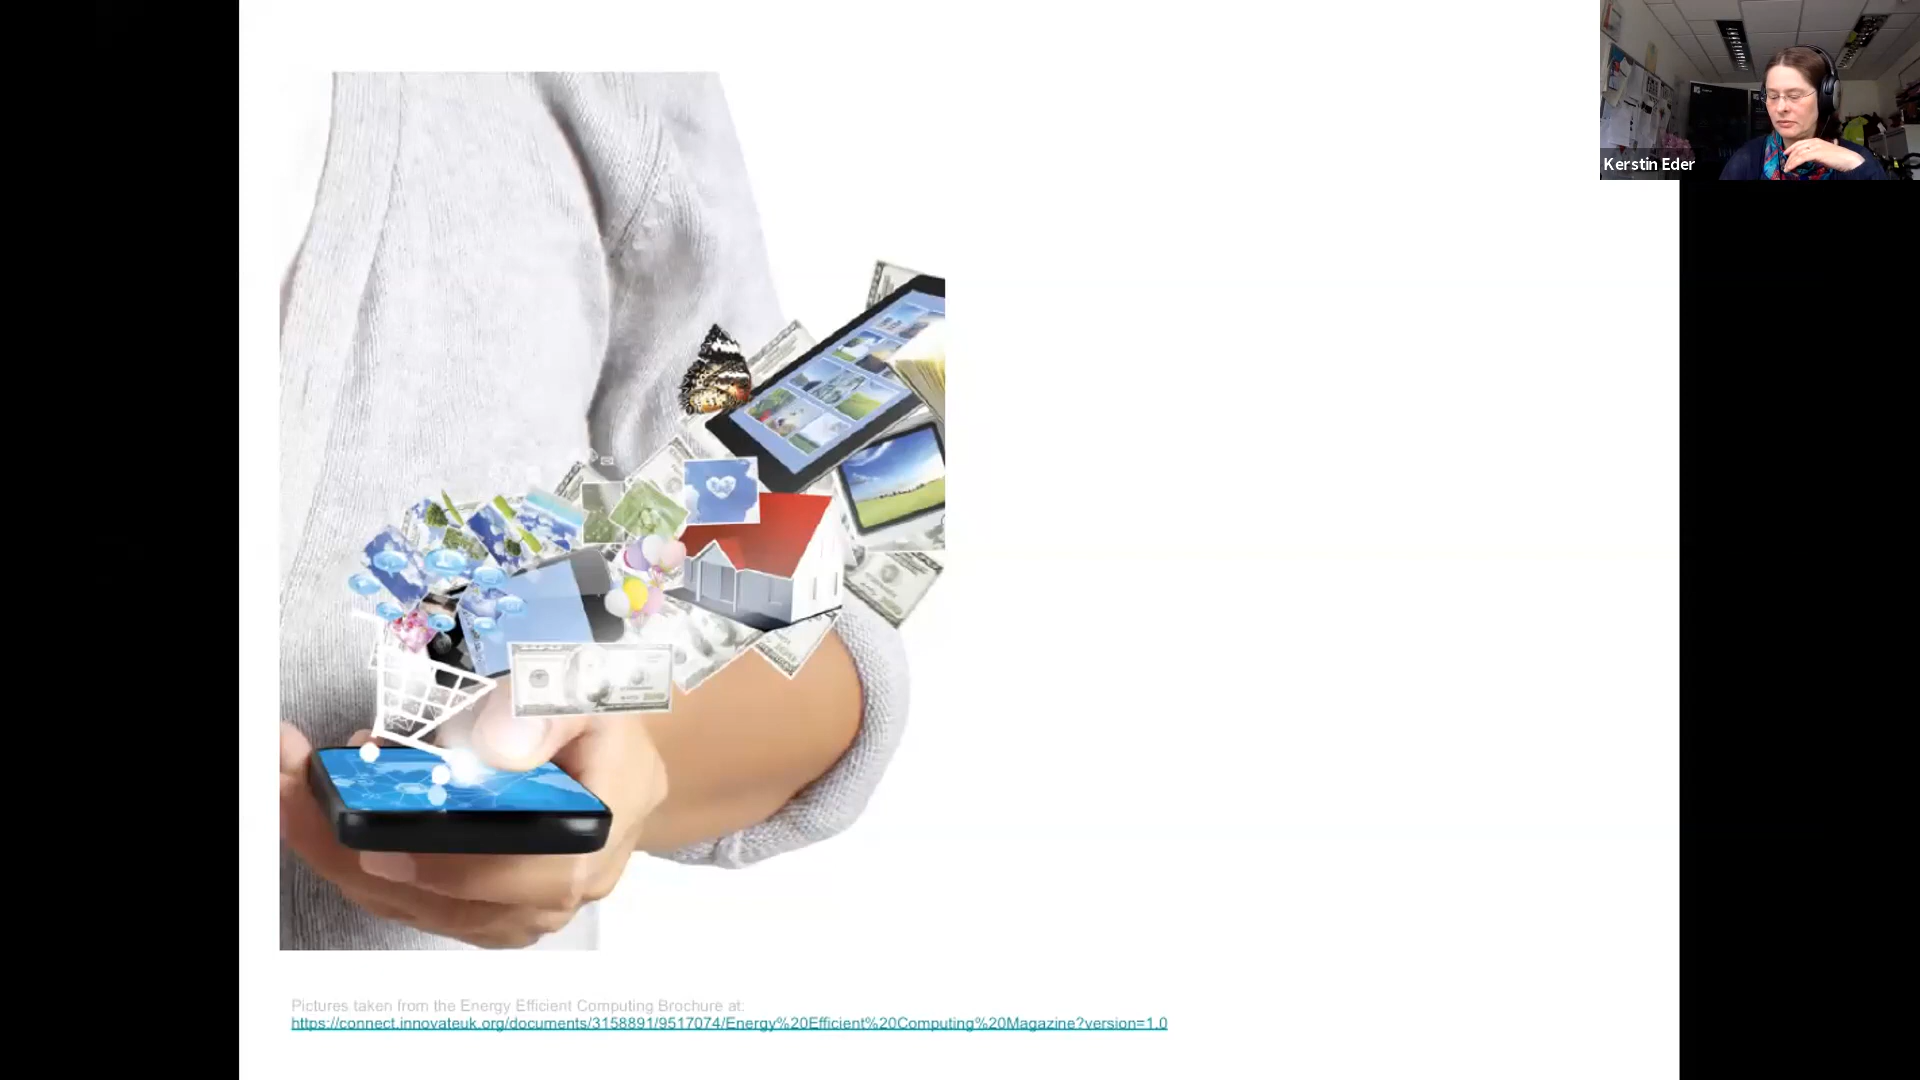 Kerstin Eder
Pictures taken from the Energy Efficient Computing Brochure at:
https://connect.innovateuk.org/documents/3158891/9517074/Energy%20Efficient%20Computing%20Magazine?version=1.0